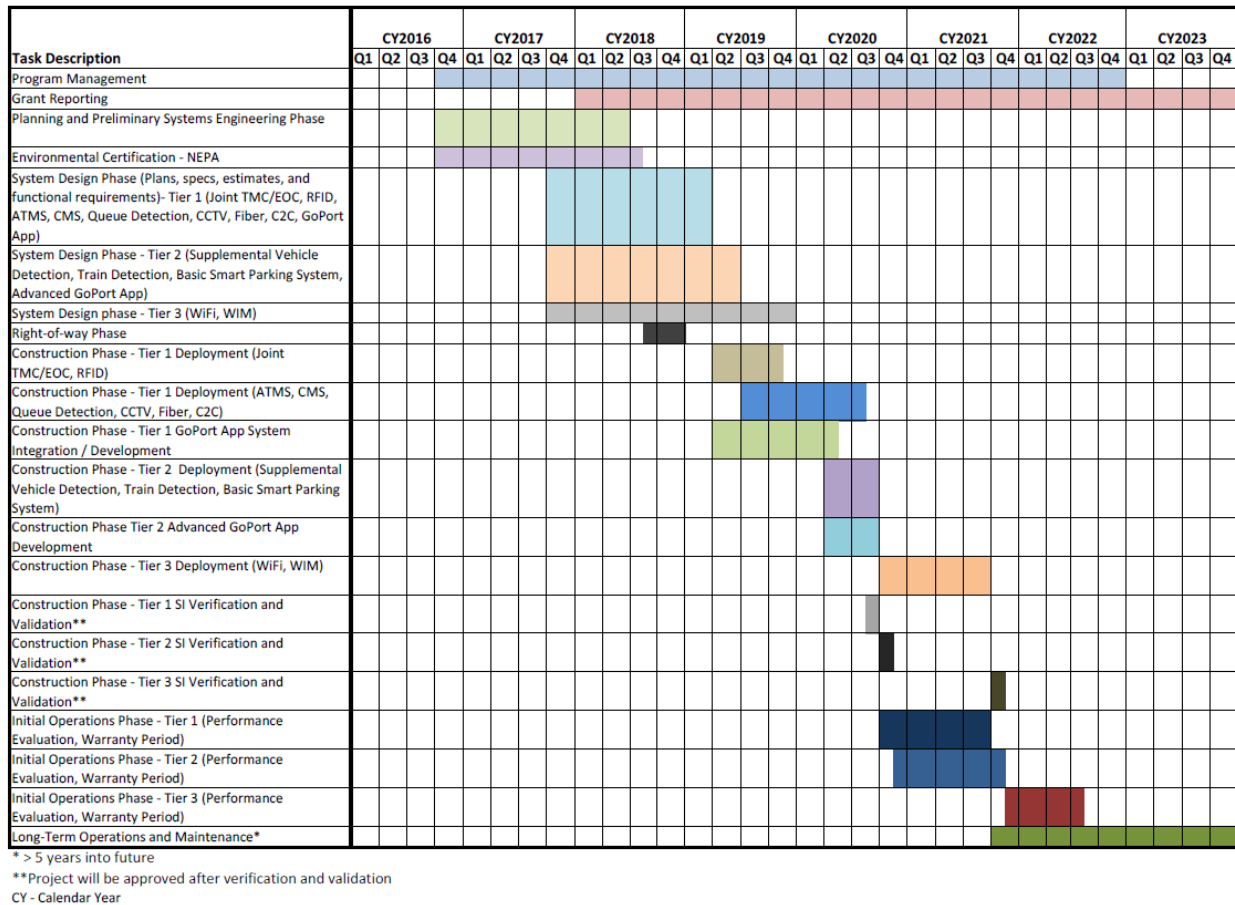 CY2016 CY2017 CY2018 CY2019 CY2020 CY2021 CY2022 CY2023
Task Description Q1 Q2 Q3 Q4 Q1 Q2 Q3 Q4 Q1 Q2 Q3 Q4 Q1 Q2 Q3 Q4 Q1 Q2 Q3 Q4 Q1 Q2 Q3 Q4 Q1 Q2 Q3 Q4 Q1 Q2 Q3 Q4
Program Management
Grant Reporting
Planning and Preliminary Systems Engineering Phase
Environmental Certification - NEPA
System Design Phase (Plans, specs, estimates, and
functional requirements)- Tier 1 (Joint TMC/EOC, RFID,
ATMS, CMS, Queue Detection, CCTV, Fiber, C2C, GoPort
App)
System Design Phase - Tier 2 (Supplemental Vehicle
Detection, Train Detection, Basic Smart Parking System,
Advanced GoPort App)
System Design phase - Tier 3 (WiFi, WIM)
Right-of-way Phase
Construction Phase - Tier 1 Deployment (Joint
TMC/EOC, RFID)
Construction Phase - Tier 1 Deployment (ATMS, CMS,
Queue Detection, CCTV, Fiber, C2C)
Construction Phase - Tier 1 GoPort App System
Integration / Development
Construction Phase - Tier 2 Deployment (Supplemental
Vehicle Detection, Train Detection, Basic Smart Parking
System)
Construction Phase Tier 2 Advanced GoPort App
Development
Construction Phase - Tier 3 Deployment (WiFi, WIM)
Construction Phase - Tier 1 SI Verification and
Validation**
Construction Phase - Tier 2 SI Verification and
Validation**
Construction Phase - Tier 3 SI Verification and
Validation**
Initial Operations Phase - Tier 1 (Performance
Evaluation, Warranty Period)
Initial Operations Phase - Tier 2 (Performance
Evaluation, Warranty Period)
Initial Operations Phase - Tier 3 (Performance
Evaluation, Warranty Period)
Long-Term Operations and Maintenance*
* > 5 years into future
**Project will be approved after verification and validation
CY - Calendar Year